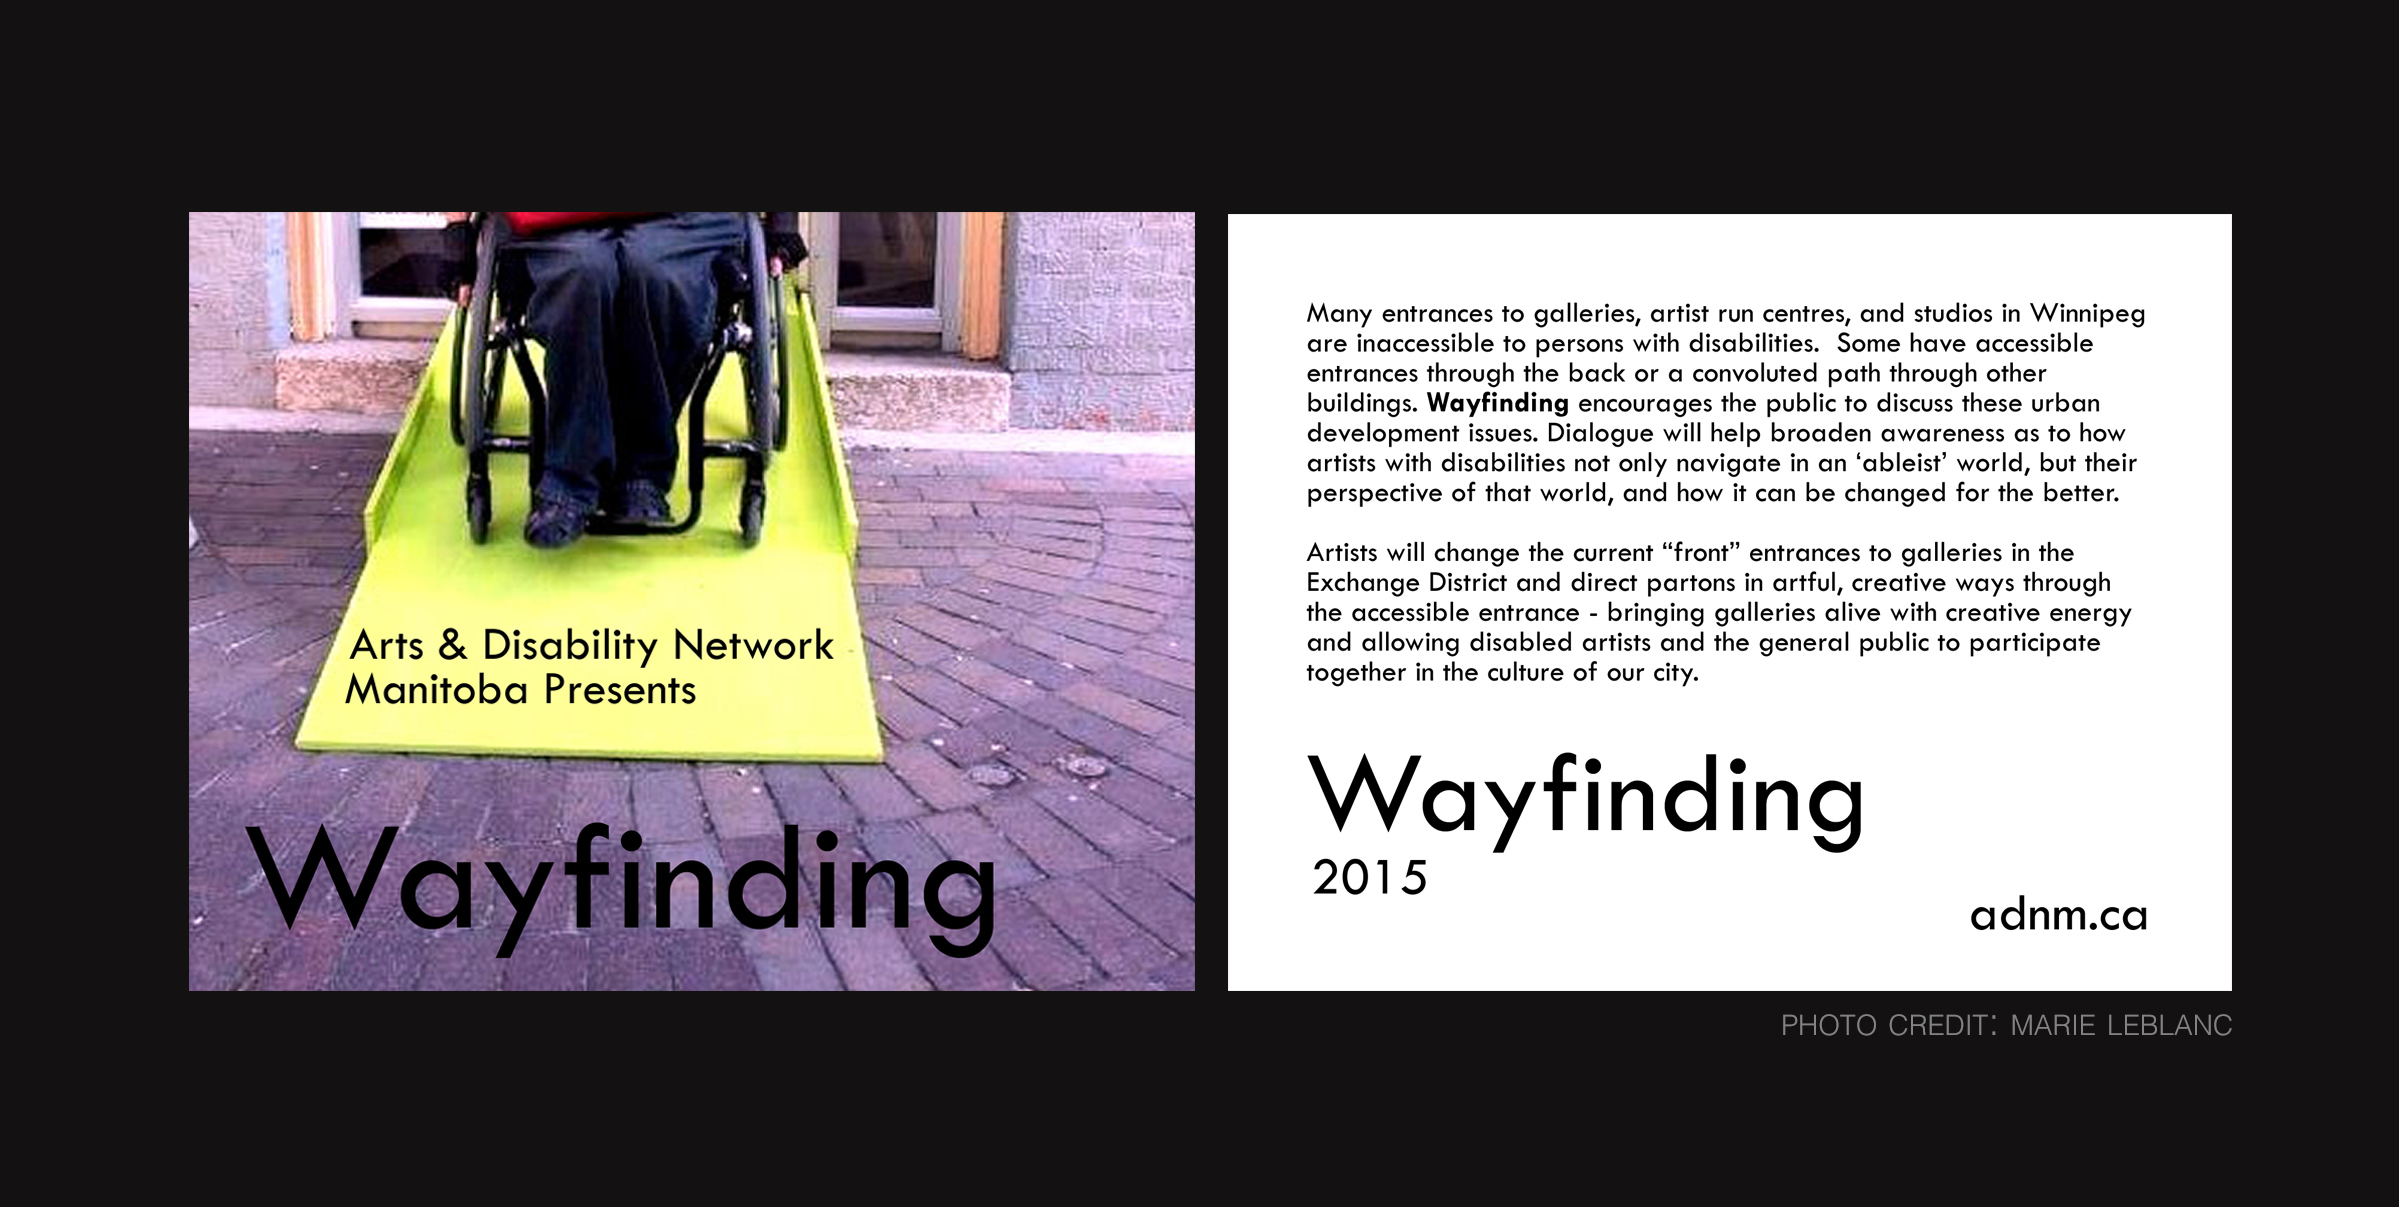 Arts & Disability Network
Manitoba Presents
Wayfinding
Many entrances to galleries, artist run centres, and studios in Winnipeg
are inaccessible to persons with disabilities.  Some have accessible
entrances through the back or a convoluted path through other
buildings. Wayfinding encourages the public to discuss these urban
development issues. Dialogue will help broaden awareness as to how
artists with disabilities not only navigate in an ‘ableist’ world, but their
perspective of that world, and how it can be changed for the better.
Artists will change the current “front” entrances to galleries in the
Exchange District and direct partons in artful, creative ways through
the accessible entrance - bringing galleries alive with creative energy
and allowing disabled artists and the general public to participate
together in the culture of our city.
Wayfinding
2015
adnm.ca
PHOTO CREDIT: MARIE LEBLANC